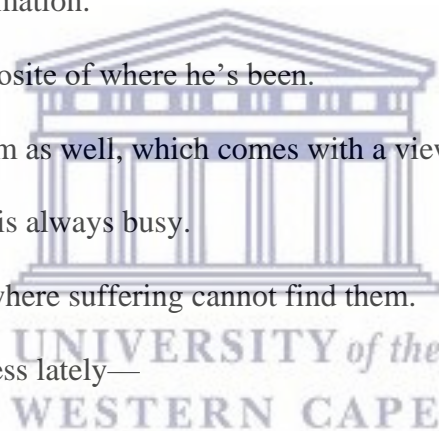 mation.
osite of where he’s been.
m as well, which comes with a view
is always busy.
where suffering cannot find them.
UNIVERSITY of the
ess lately—
WESTERN CAPE